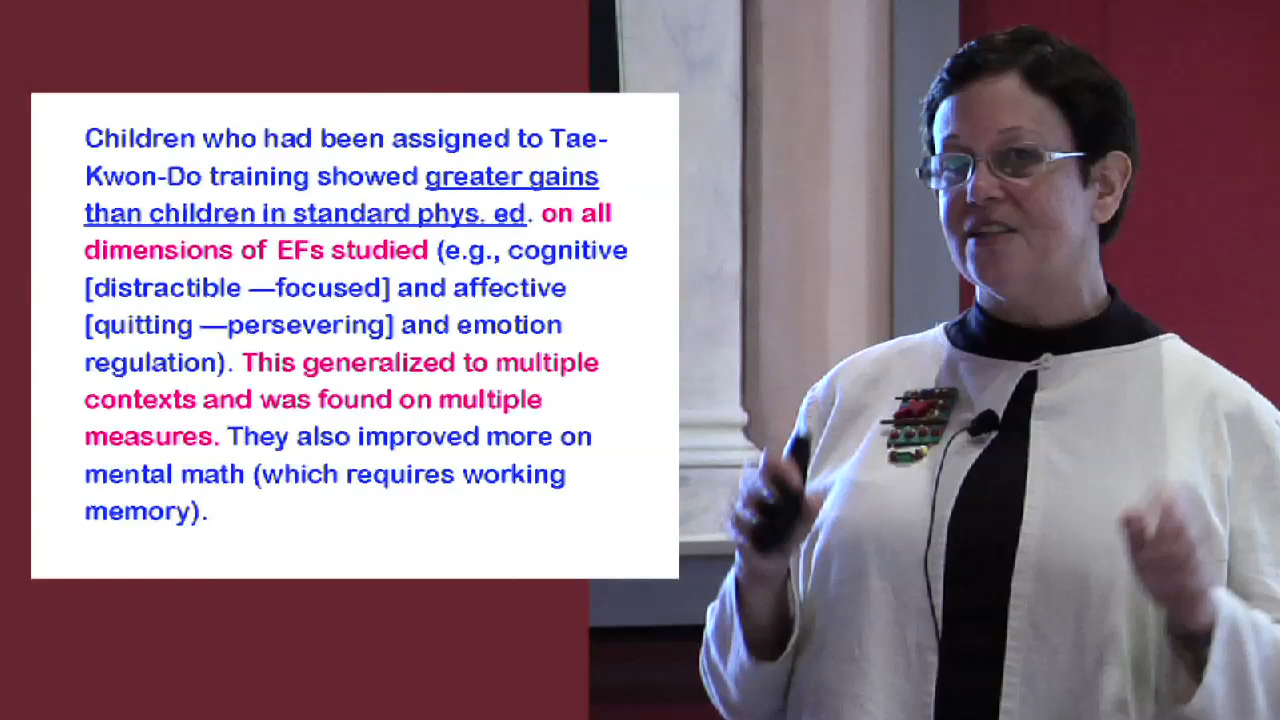 Children who had been assigned to Tae-
Kwon-Do training showed greater gains
than children in standard phys. ed. on all
dimensions of EFs studied (e.g., cognitive
[distractible —focused] and affective
[quitting —persevering] and emotion
regulation). This generalized to multiple
contexts and was found on multiple
measures. They also improved more on
mental math (which requires working
memory).